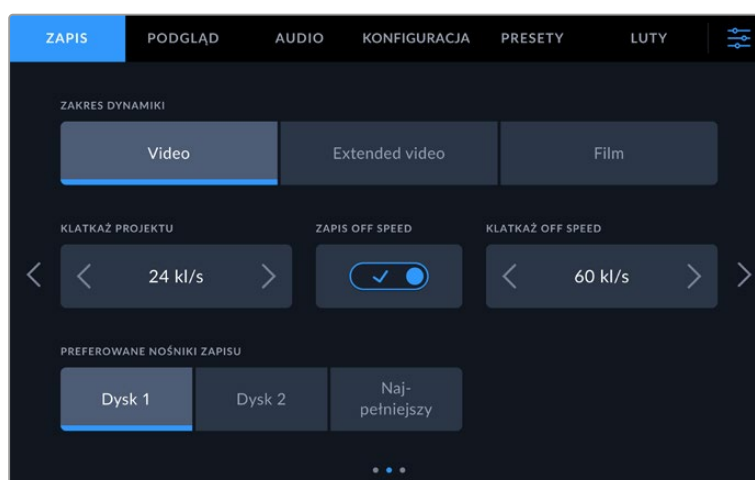 ZAPIS PODGLĄD AUDIO KONFIGURACJA PRESETY LUTY
ZAKRES DYNAMIKI
Video Extended video Film
KLATKAŻ PROJEKTU ZAPIS OFF SPEED KLATKAŻ OFF SPEED
24 kl/s 60 kl/s
PREFEROWANE NOŚNIKI ZAPISU
Dysk 1 Dysk 2 Naj-
pełniejszy